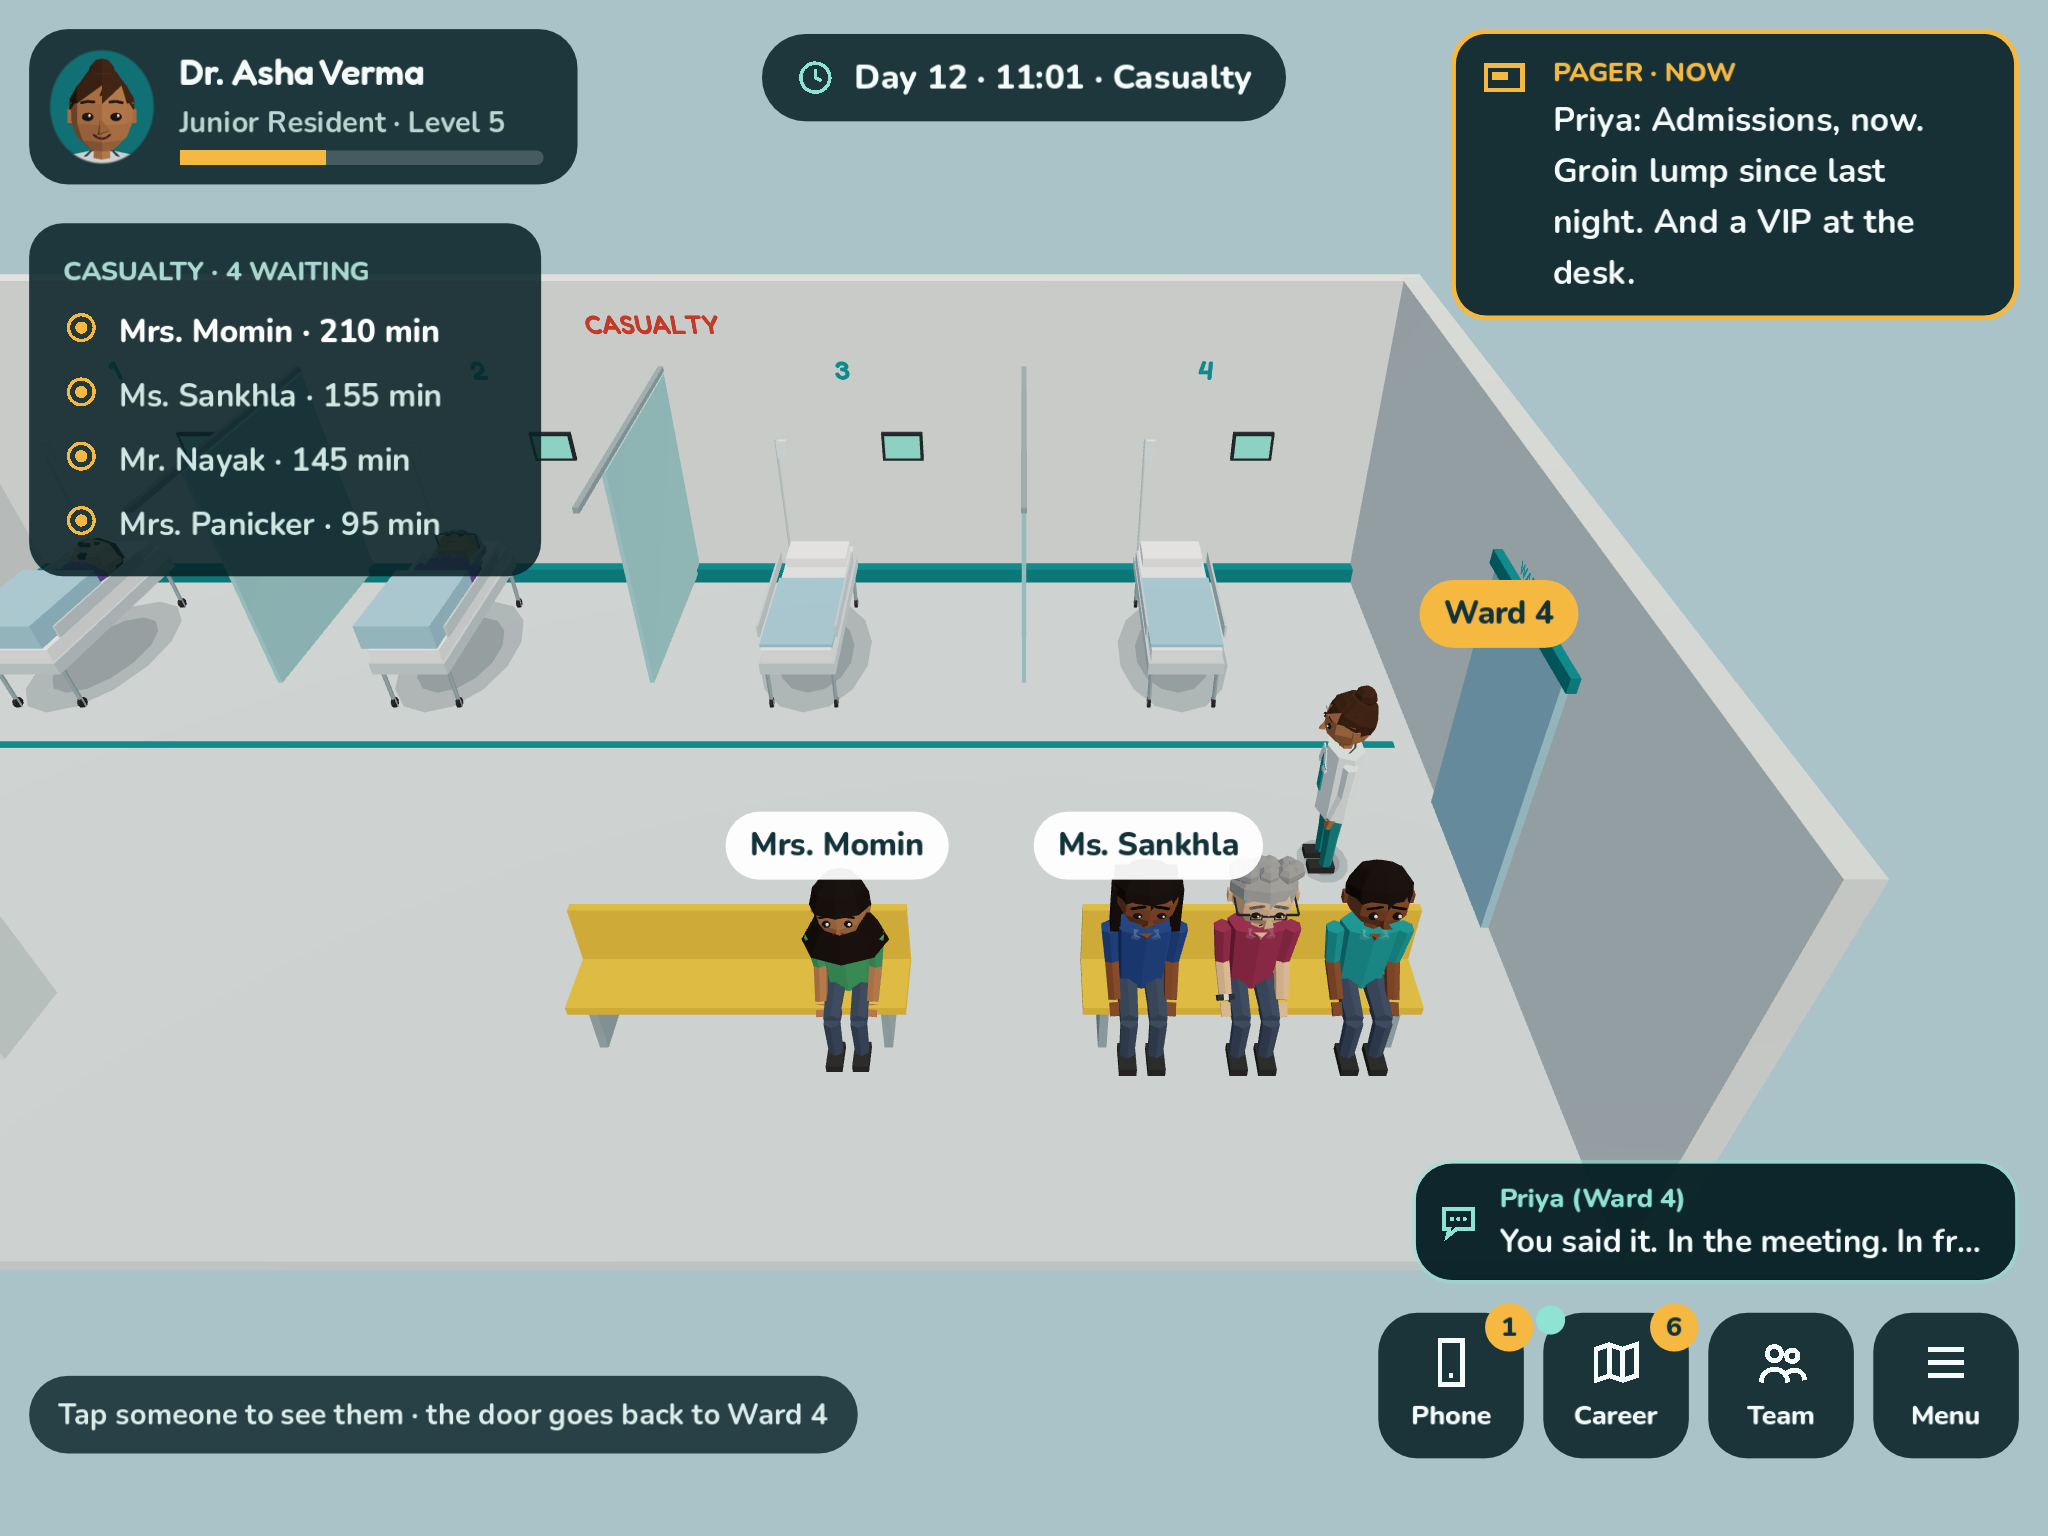 Dr. Asha Verma
Junior Resident · Level 5
Day 12 · 11:01 · Casualty
PAGER · NOW
Priya: Admissions, now.
Groin lump since last
night. And a VIP at the
desk.
CASUALTY · 4 WAITING
Mrs. Momin · 210 min
Ms. Sankhla · 155 min
Mr. Nayak · 145 min
Mrs. Panicker · 95 min
CASUALTY
2
3
4
Ward 4
Mrs. Momin
Ms. Sankhla
Priya (Ward 4)
You said it. In the meeting. In fr...
1
6
Phone
Career
Team
Menu
Tap someone to see them · the door goes back to Ward 4